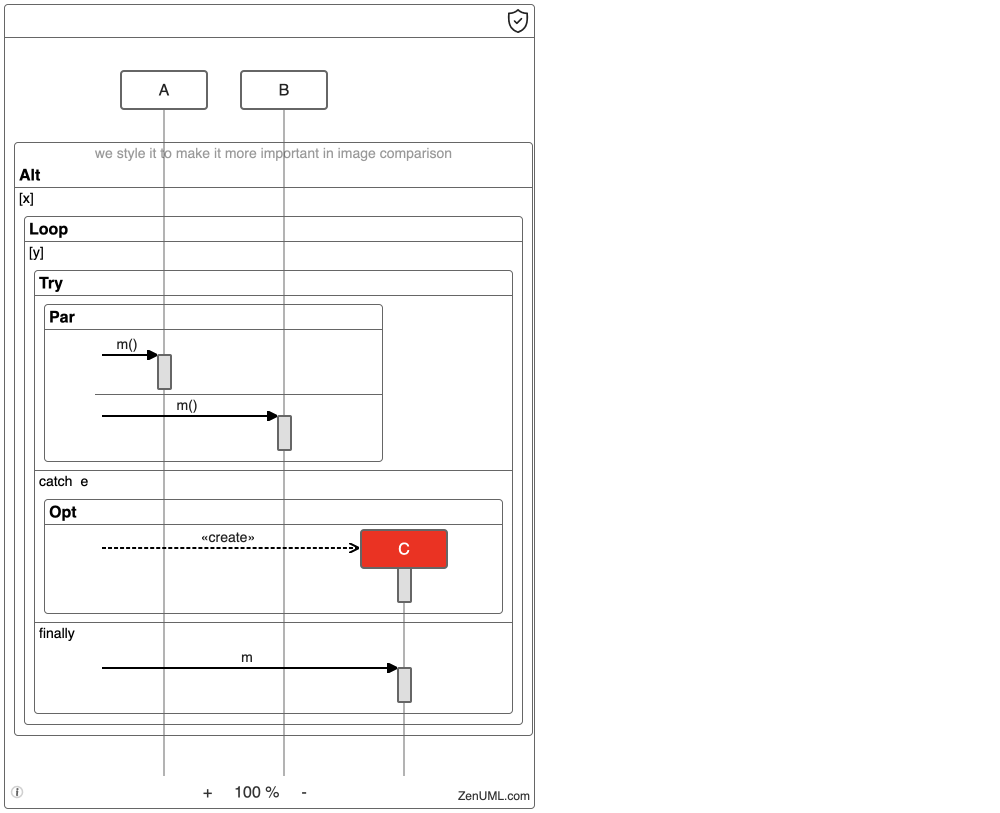 A
B
we style it to make it more important in image comparison
Alt
[x]
Loop
[y]
Try
Par
m()
m()
catch e
Opt
«create»
C
finally
m
+ 100 % -
ZenUML.com